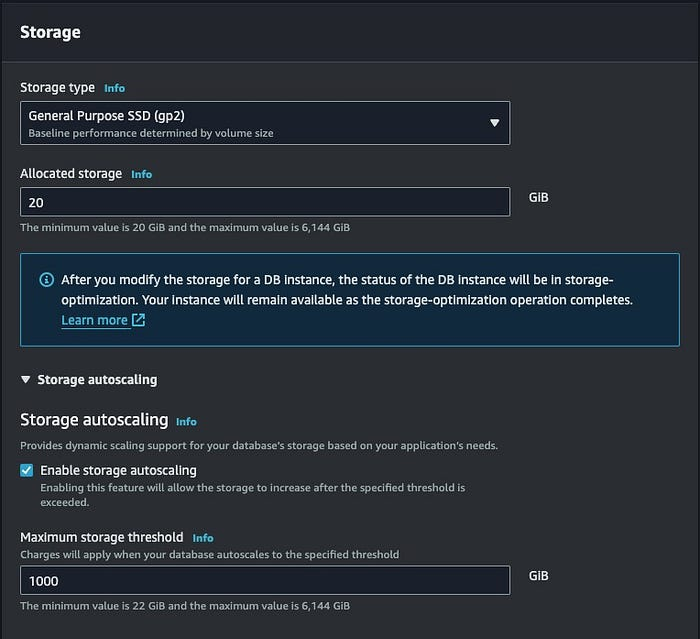 Storage
Storage type Info
General Purpose SSD (gp2)
Baseline performance determined by volume size
Allocated storage Info
20
GiB
The minimum value is 20 GiB and the maximum value is 6,144 GiB
After you modify the storage for a DB instance, the status of the DB instance will be in storage-
optimization. Your instance will remain available as the storage-optimization operation completes.
Learn more
Storage autoscaling
Storage autoscaling Info
Provides dynamic scaling support for your database's storage based on your application's needs.
Enable storage autoscaling
Enabling this feature will allow the storage to increase after the specified threshold is
exceeded.
Maximum storage threshold Info
Charges will apply when your database autoscales to the specified threshold
1000
GiB
The minimum value is 22 GiB and the maximum value is 6,144 GiB